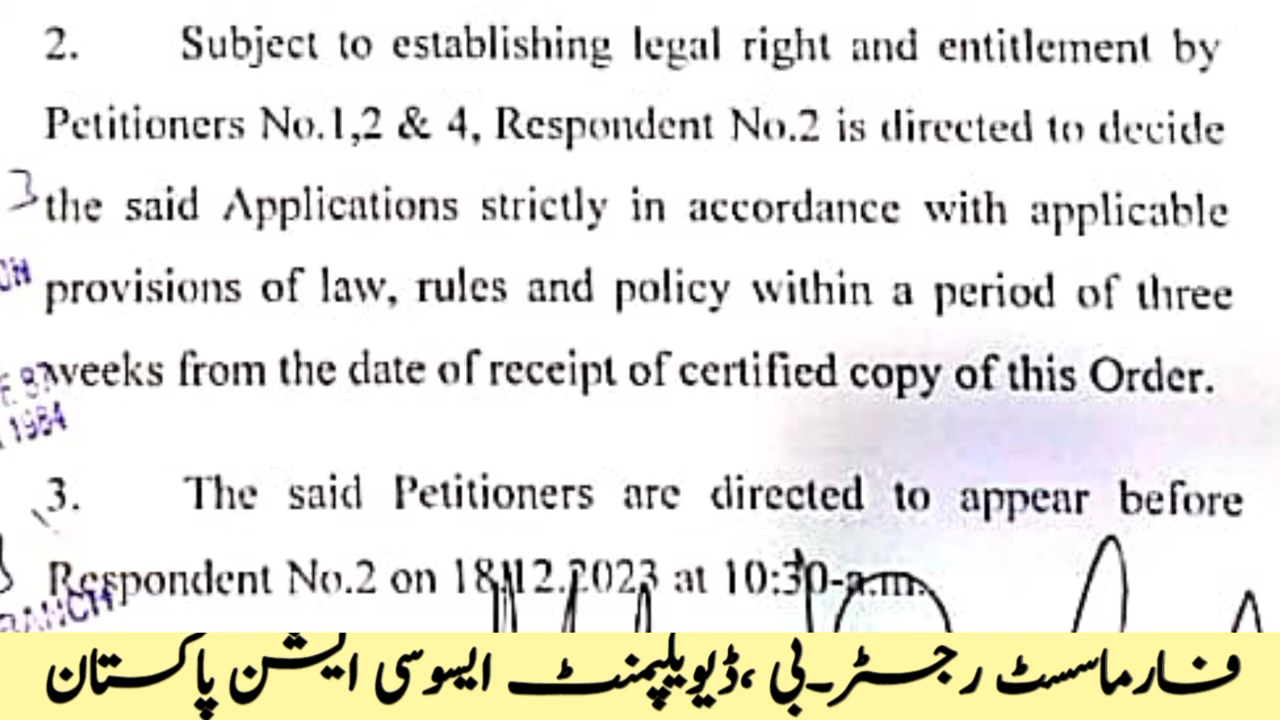 2. Subject to establishing legal right and entitlement by
Petitioners No.1,2 & 4, Respondent No.2 is directed to decide
3
the said Applications strictly in accordance with applicable
provisions of law, rules and policy within a period of three
weeks from the date of receipt of certified copy of this Order.
1984
3. The said Petitioners are directed to appear before
Respondent No.2 on 18.12.2023 at 10:30-a.m.
فارماسسٹ رجسٹر۔بی ،ڈیویلپمنٹ ایسوسی ایشن پاکستان